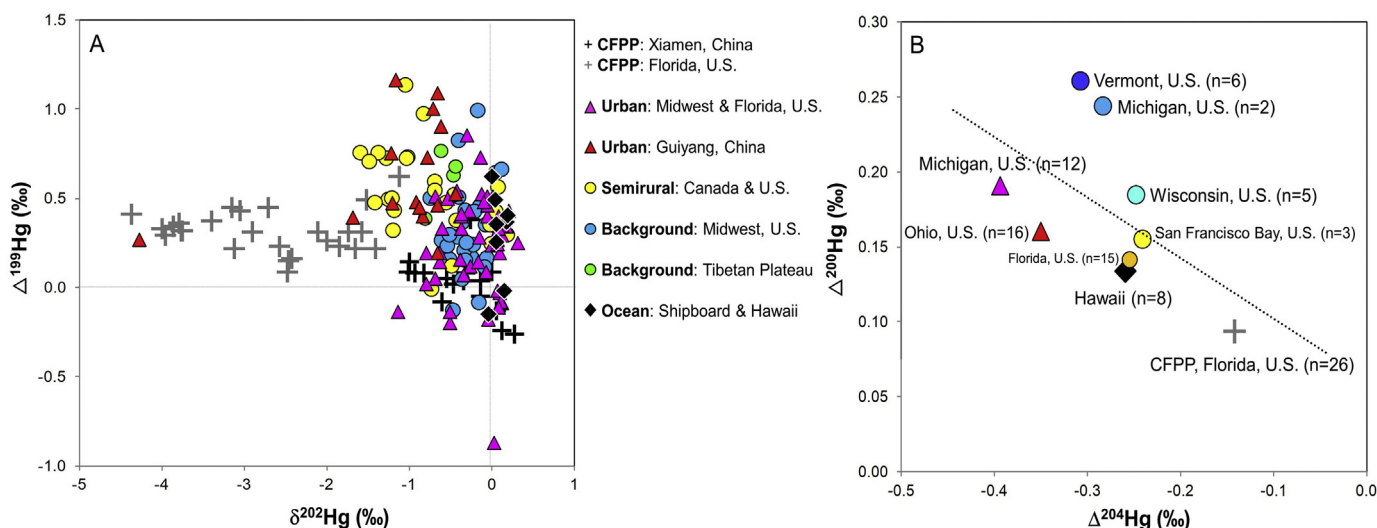 A
1.5
1.0
0.5
0.0
-0.5
-1.0
-5
-4
-3
-2
-1
0
1
Δ199Hg (‰)
δ202Hg (‰)
CFPP: Xiamen, China
CFPP: Florida, U.S.
Urban: Midwest & Florida, U.S.
Urban: Guiyang, China
Semirural: Canada & U.S.
Background: Midwest, U.S.
Background: Tibetan Plateau
Ocean: Shipboard & Hawaii
B
0.30
0.25
0.20
0.15
0.10
0.05
0.00
-0.5
-0.4
-0.3
-0.2
-0.1
0.0
Δ200Hg (‰)
Δ204Hg (‰)
Vermont, U.S. (n=6)
Michigan, U.S. (n=2)
Michigan, U.S. (n=12)
Wisconsin, U.S. (n=5)
Ohio, U.S. (n=16)
San Francisco Bay, U.S. (n=3)
Florida, U.S. (n=15)
Hawaii (n=8)
CFPP, Florida, U.S. (n=26)